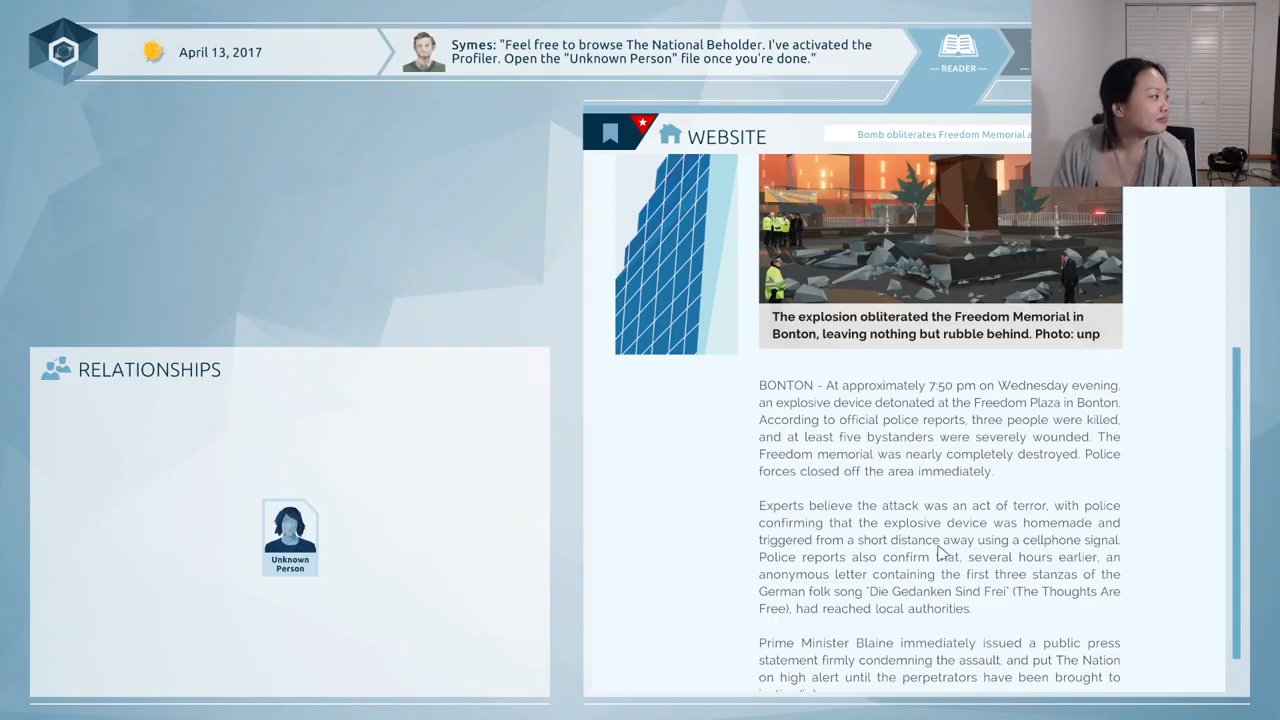 April 13, 2017
Symes: "Feel free to browse The National Beholder. I've activated the
Profiler. Open the "Unknown Person" file once you're done."
READER
WEBSITE
Bomb obliterates Freedom Memorial
The explosion obliterated the Freedom Memorial in
Bonton, leaving nothing but rubble behind. Photo: unp
RELATIONSHIPS
Unknown
Person
BONTON - At approximately 7:50 pm on Wednesday evening,
an explosive device detonated at the Freedom Plaza in Bonton.
According to official police reports, three people were killed,
and at least five bystanders were severely wounded. The
Freedom memorial was nearly completely destroyed. Police
forces closed off the area immediately.
Experts believe the attack was an act of terror, with police
confirming that the explosive device was homemade and
triggered from a short distance away using a cellphone signal.
Police reports also confirm that, several hours earlier, an
anonymous letter containing the first three stanzas of the
German folk song "Die Gedanken Sind Frei" (The Thoughts Are
Free), had reached local authorities.
Prime Minister Blaine immediately issued a public press
statement firmly condemning the assault, and put The Nation
on high alert until the perpetrators have been brought to